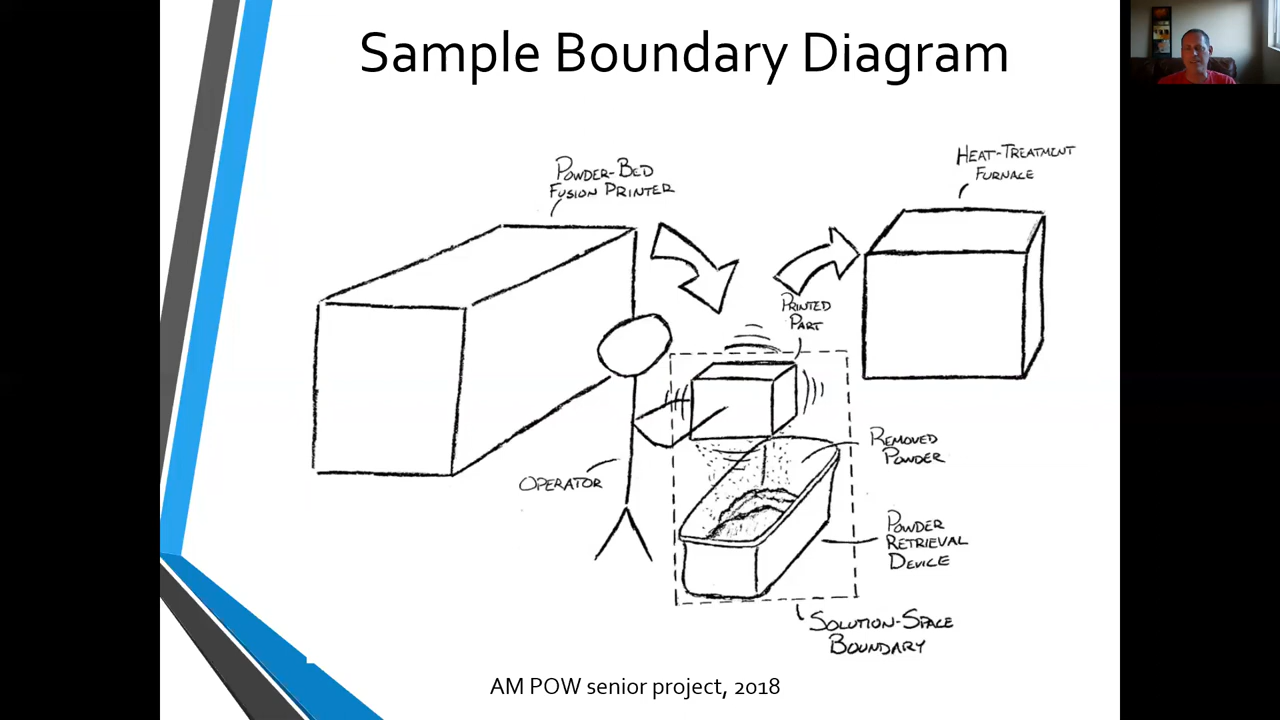 Sample Boundary Diagram
HEAT-TREATMENT
FURNACE
POWDER-BED
FUSION PRINTER
PRINTED
PART
REMOVED
POWDER
OPERATOR
POWDER
RETRIEVAL
DEVICE
SOLUTION-SPACE
BOUNDARY
AM POW senior project, 2018